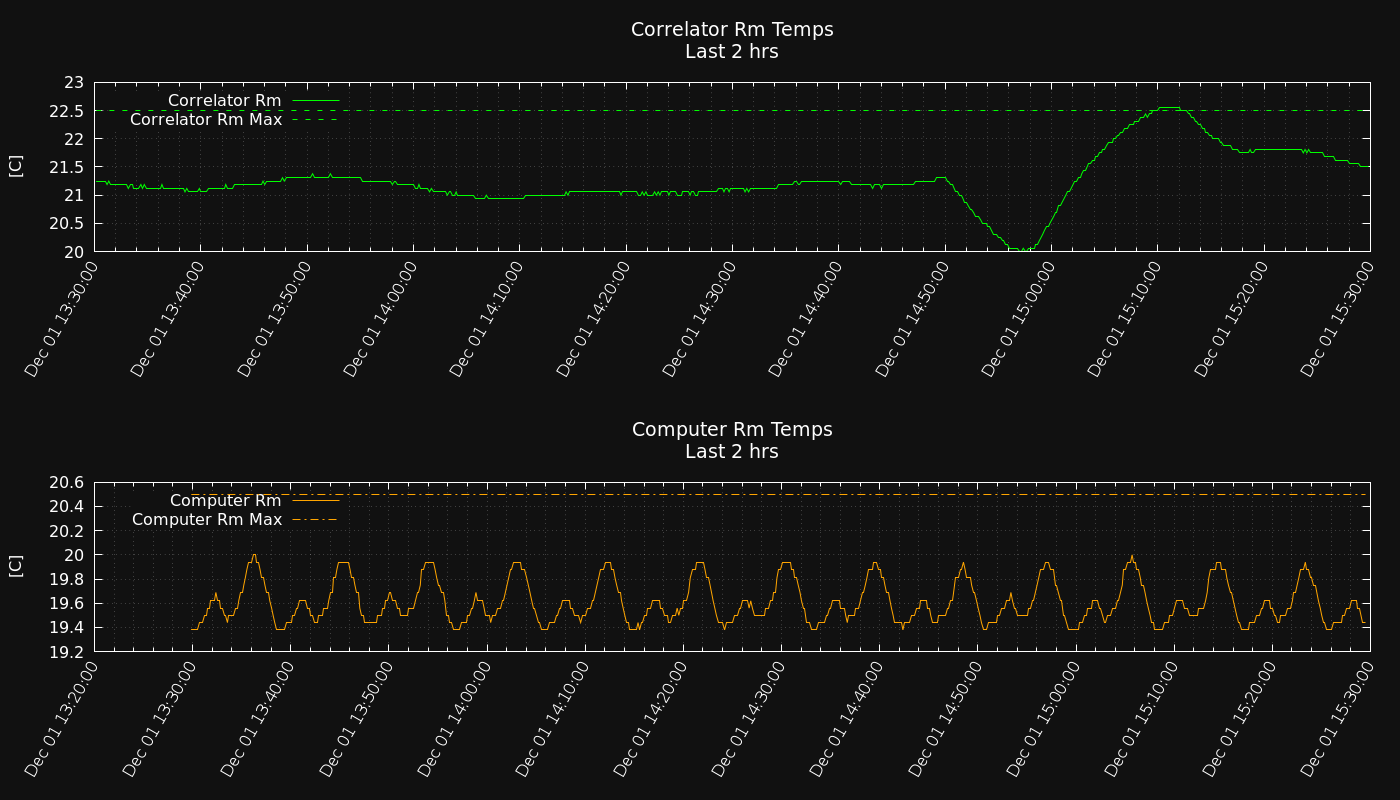 Correlator Rm Temps
Last 2 hrs
23
22.5
22
21.5
21
20.5
20
[C]
Correlator Rm
Correlator Rm Max
Dec 01 13:30:00
Dec 01 13:40:00
Dec 01 13:50:00
Dec 01 14:00:00
Dec 01 14:10:00
Dec 01 14:20:00
Dec 01 14:30:00
Dec 01 14:40:00
Dec 01 14:50:00
Dec 01 15:00:00
Dec 01 15:10:00
Dec 01 15:20:00
Dec 01 15:30:00
Computer Rm Temps
Last 2 hrs
20.6
20.4
20.2
20
19.8
19.6
19.4
19.2
[C]
Computer Rm
Computer Rm Max
Dec 01 13:20:00
Dec 01 13:30:00
Dec 01 13:40:00
Dec 01 13:50:00
Dec 01 14:00:00
Dec 01 14:10:00
Dec 01 14:20:00
Dec 01 14:30:00
Dec 01 14:40:00
Dec 01 14:50:00
Dec 01 15:00:00
Dec 01 15:10:00
Dec 01 15:20:00
Dec 01 15:30:00